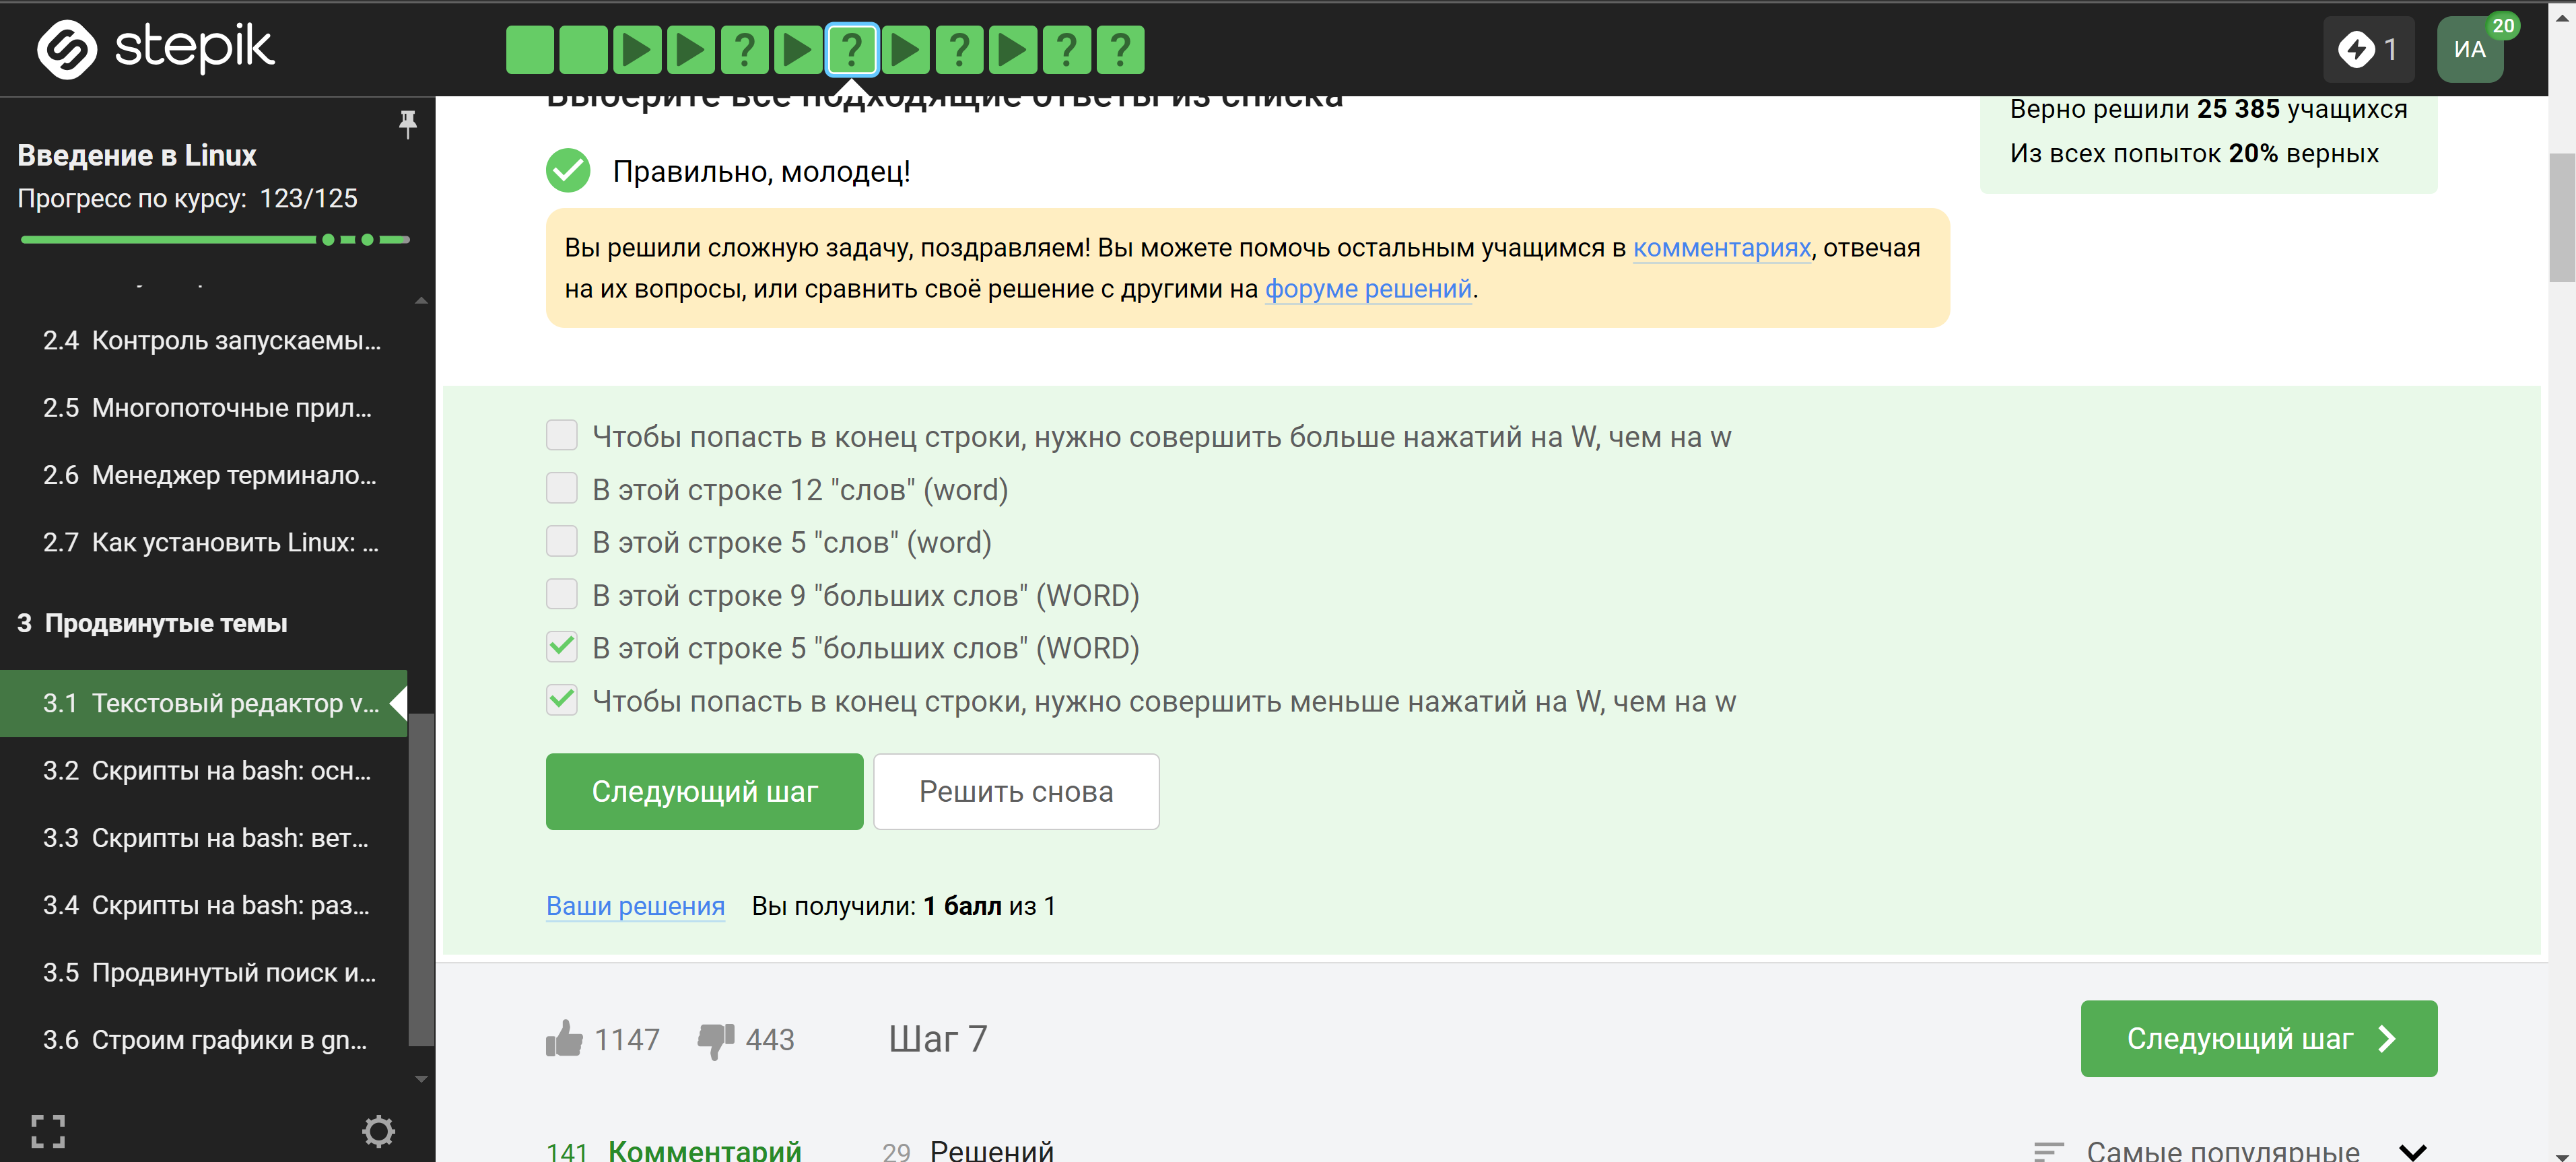 stepik
? ? ? ? ?
1
ИА
20
Введение в Linux
Прогресс по курсу: 123/125
2.4 Контроль запускаемы...
2.5 Многопоточные прил...
2.6 Менеджер терминало...
2.7 Как установить Linux: ...
3 Продвинутые темы
3.1 Текстовый редактор v...
3.2 Скрипты на bash: осн...
3.3 Скрипты на bash: вет...
3.4 Скрипты на bash: раз...
3.5 Продвинутый поиск и...
3.6 Строим графики в gn...
Выберите все подходящие ответы из списка
Правильно, молодец!
Вы решили сложную задачу, поздравляем! Вы можете помочь остальным учащимся в комментариях, отвечая
на их вопросы, или сравнить своё решение с другими на форуме решений.
Верно решили 25 385 учащихся
Из всех попыток 20% верных
Чтобы попасть в конец строки, нужно совершить больше нажатий на W, чем на w
В этой строке 12 "слов" (word)
В этой строке 5 "слов" (word)
В этой строке 9 "больших слов" (WORD)
В этой строке 5 "больших слов" (WORD)
Чтобы попасть в конец строки, нужно совершить меньше нажатий на W, чем на w
Следующий шаг
Решить снова
Ваши решения Вы получили: 1 балл из 1
1147 443 Шаг 7
Следующий шаг
141 Комментарий 29 Решений
Самые популярные